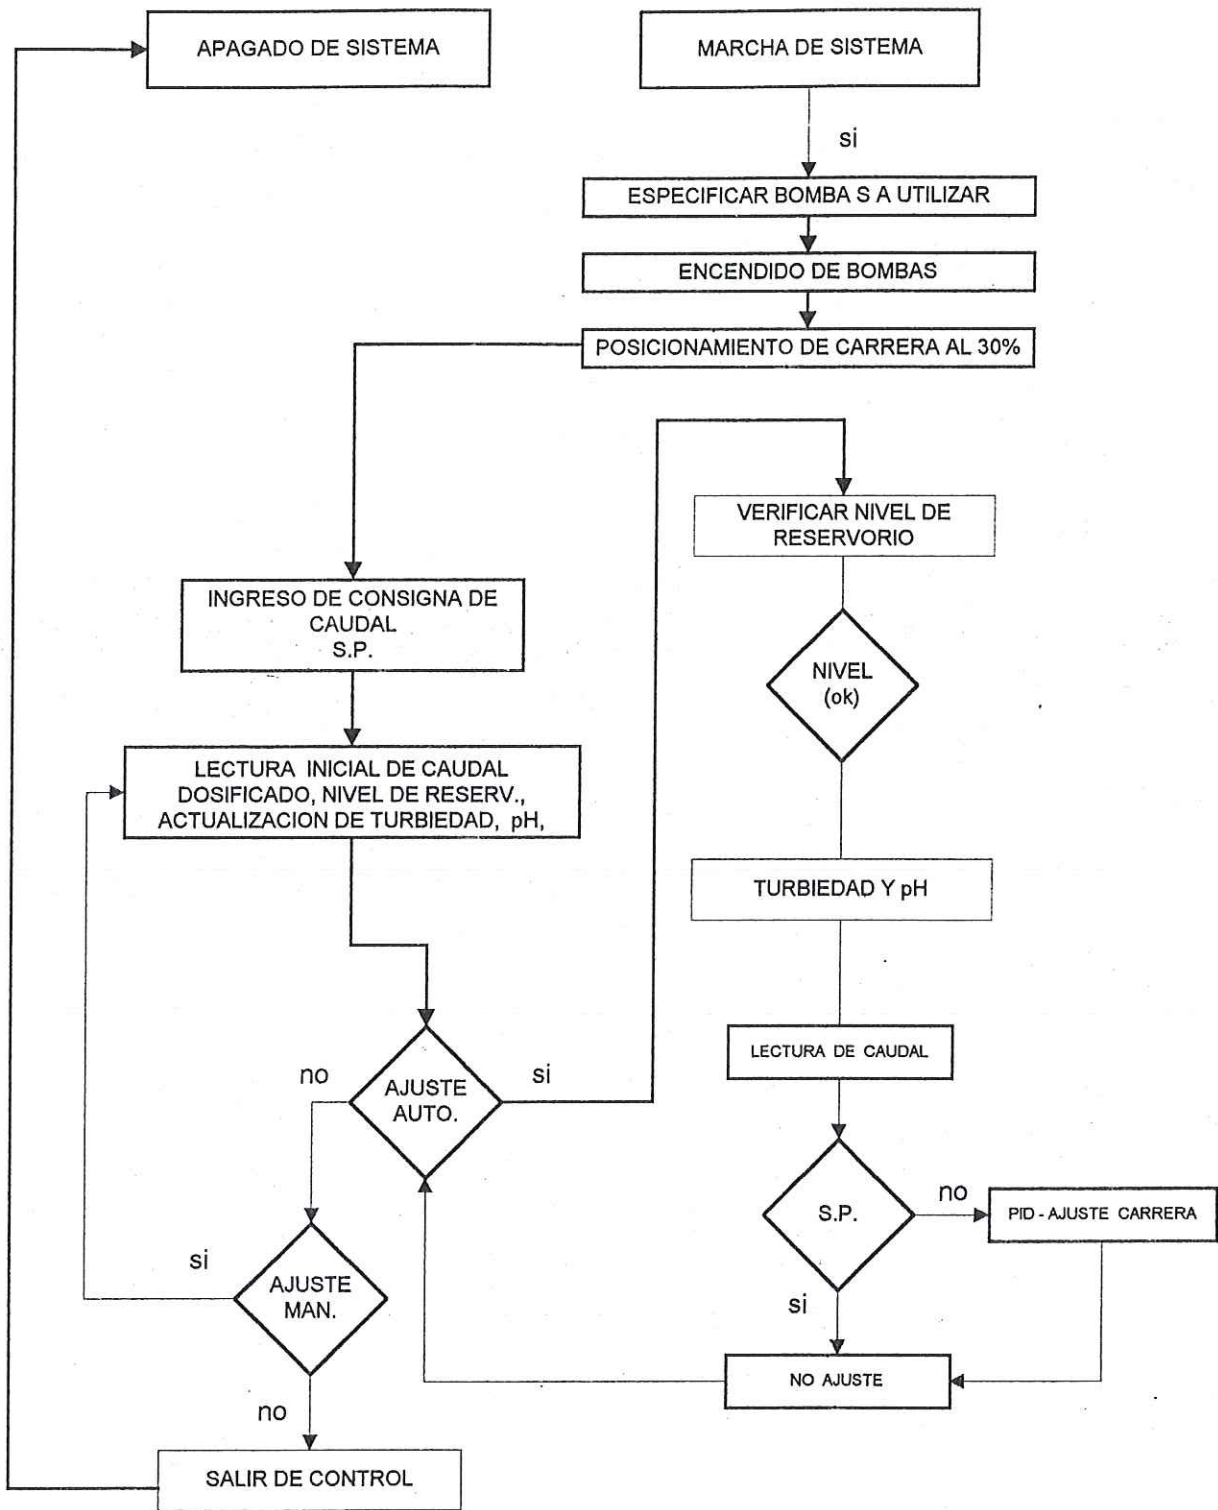 APAGADO DE SISTEMA
MARCHA DE SISTEMA
si
ESPECIFICAR BOMBA S A UTILIZAR
ENCENDIDO DE BOMBAS
POSICIONAMIENTO DE CARRERA AL 30%
VERIFICAR NIVEL DE
RESERVORIO
INGRESO DE CONSIGNA DE
CAUDAL
S.P.
NIVEL
(ok)
LECTURA INICIAL DE CAUDAL
DOSIFICADO, NIVEL DE RESERV.,
ACTUALIZACION DE TURBIEDAD, pH,
TURBIEDAD Y pH
LECTURA DE CAUDAL
no
AJUSTE
AUTO.
si
S.P.
no
PID - AJUSTE CARRERA
si
AJUSTE
MAN.
si
NO AJUSTE
no
SALIR DE CONTROL